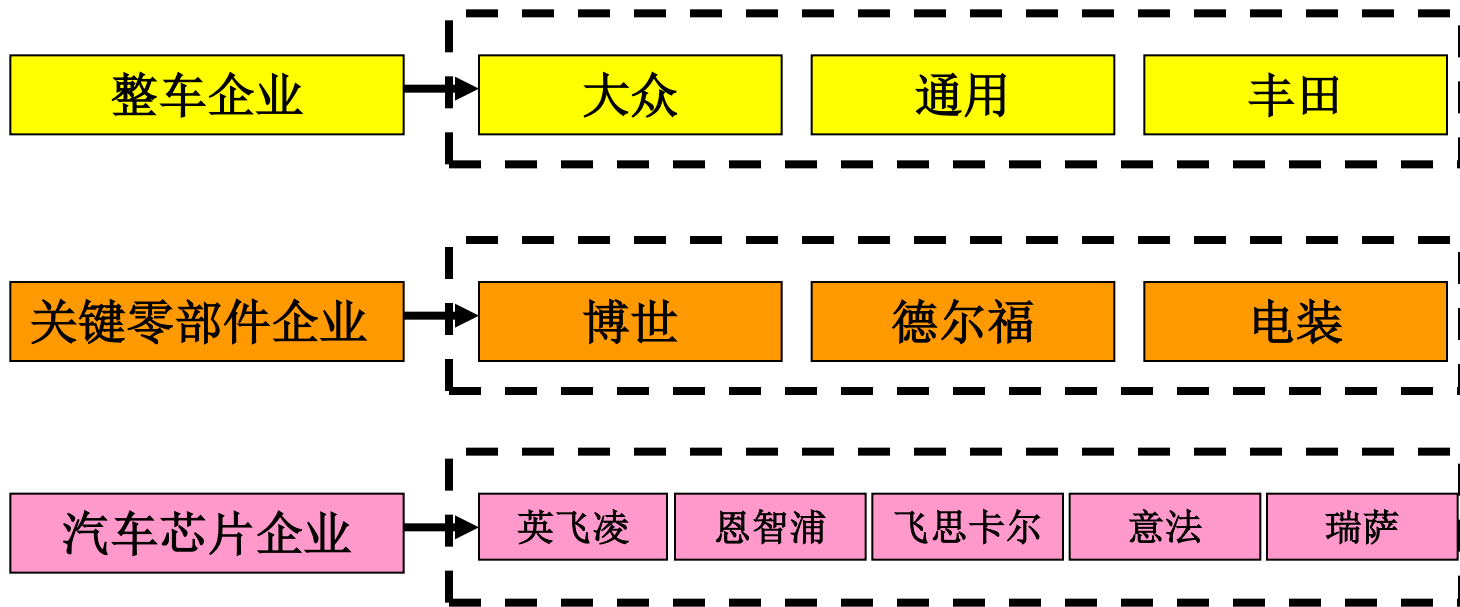 整车企业 大众 通用 丰田
关键零部件企业 博世 德尔福 电装
汽车芯片企业 英飞凌 恩智浦 飞思卡尔 意法 瑞萨